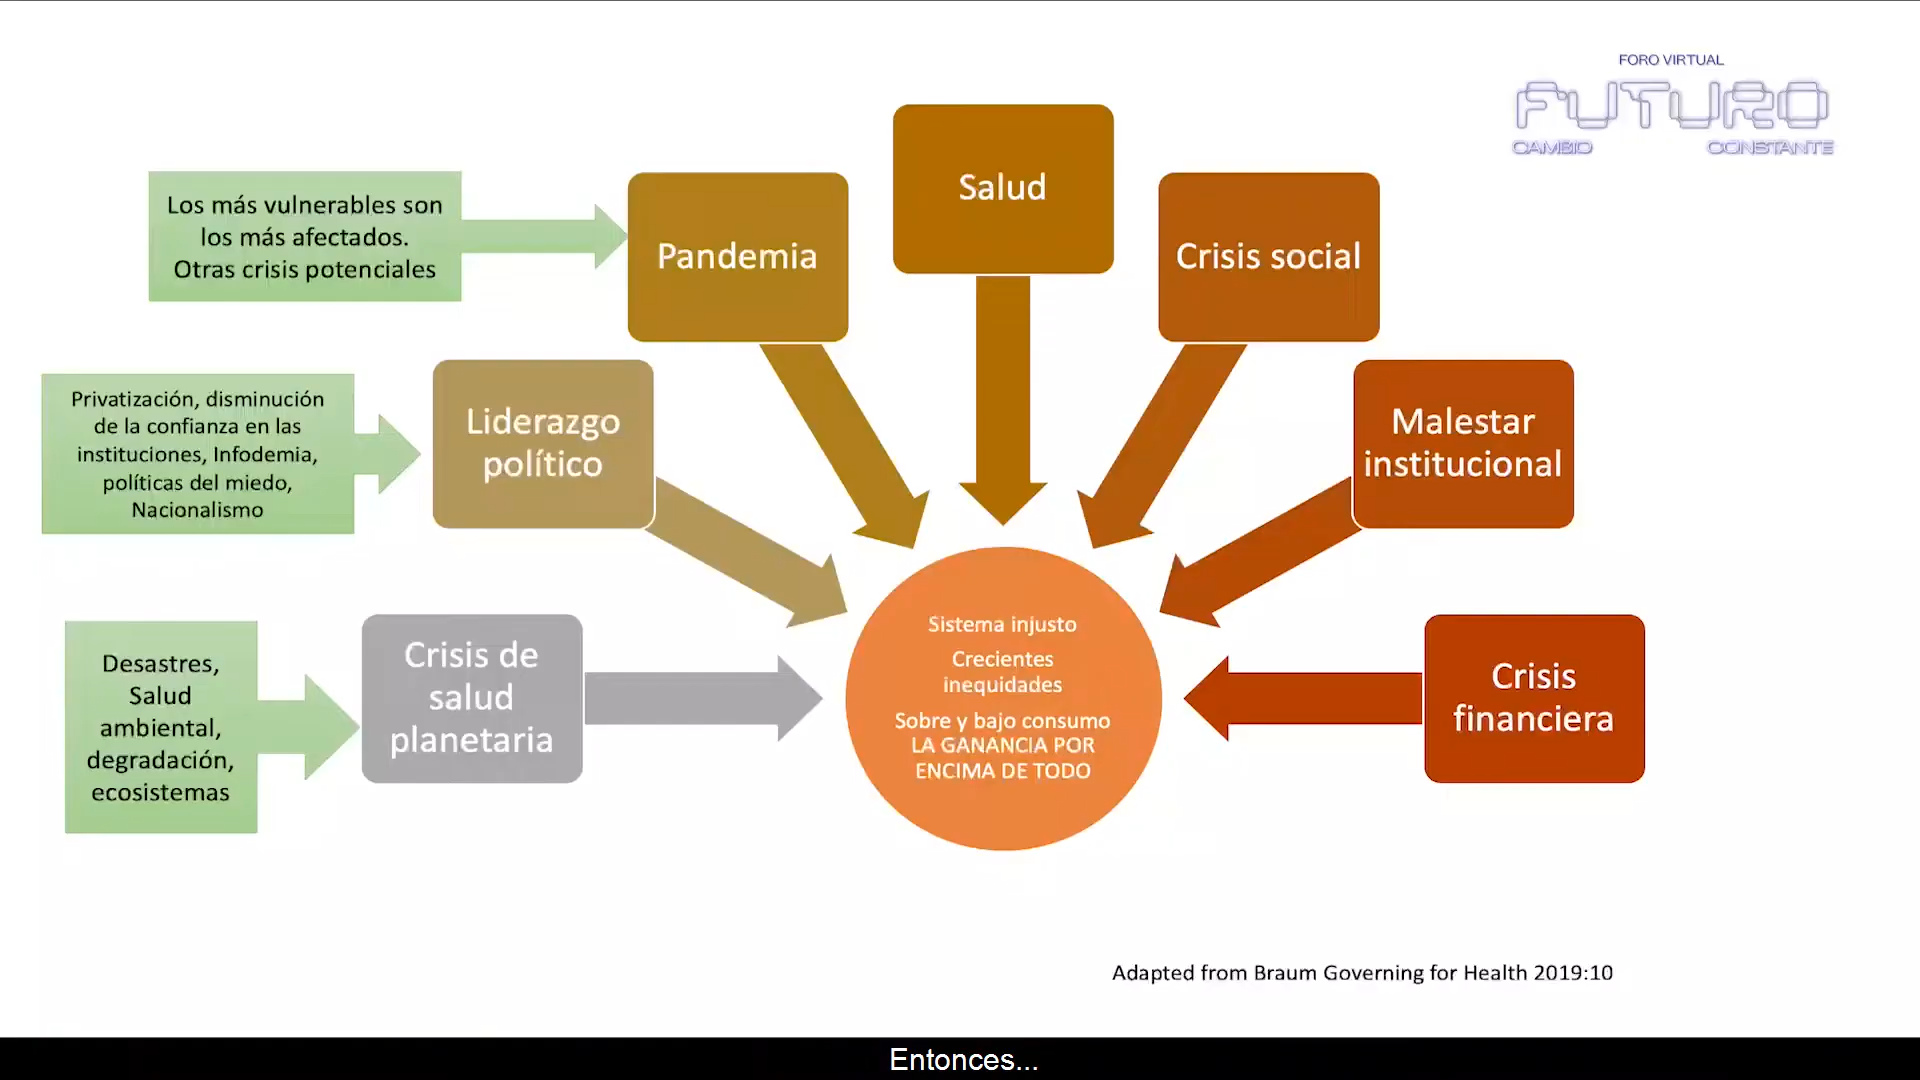 FORO VIRTUAL
FUTURO
CAMBIO CONSTANTE
Salud
Los más vulnerables son
los más afectados.
Otras crisis potenciales
Pandemia
Crisis social
Privatización, disminución
de la confianza en las
instituciones, Infodemia,
políticas del miedo,
Nacionalismo
Liderazgo
político
Malestar
institucional
Desastres,
Salud
ambiental,
degradación,
ecosistemas
Crisis de
salud
planetaria
Sistema injusto
Crecientes
inequidades
Sobre y bajo consumo
LA GANANCIA POR
ENCIMA DE TODO
Crisis
financiera
Adapted from Braum Governing for Health 2019:10
Entonces...